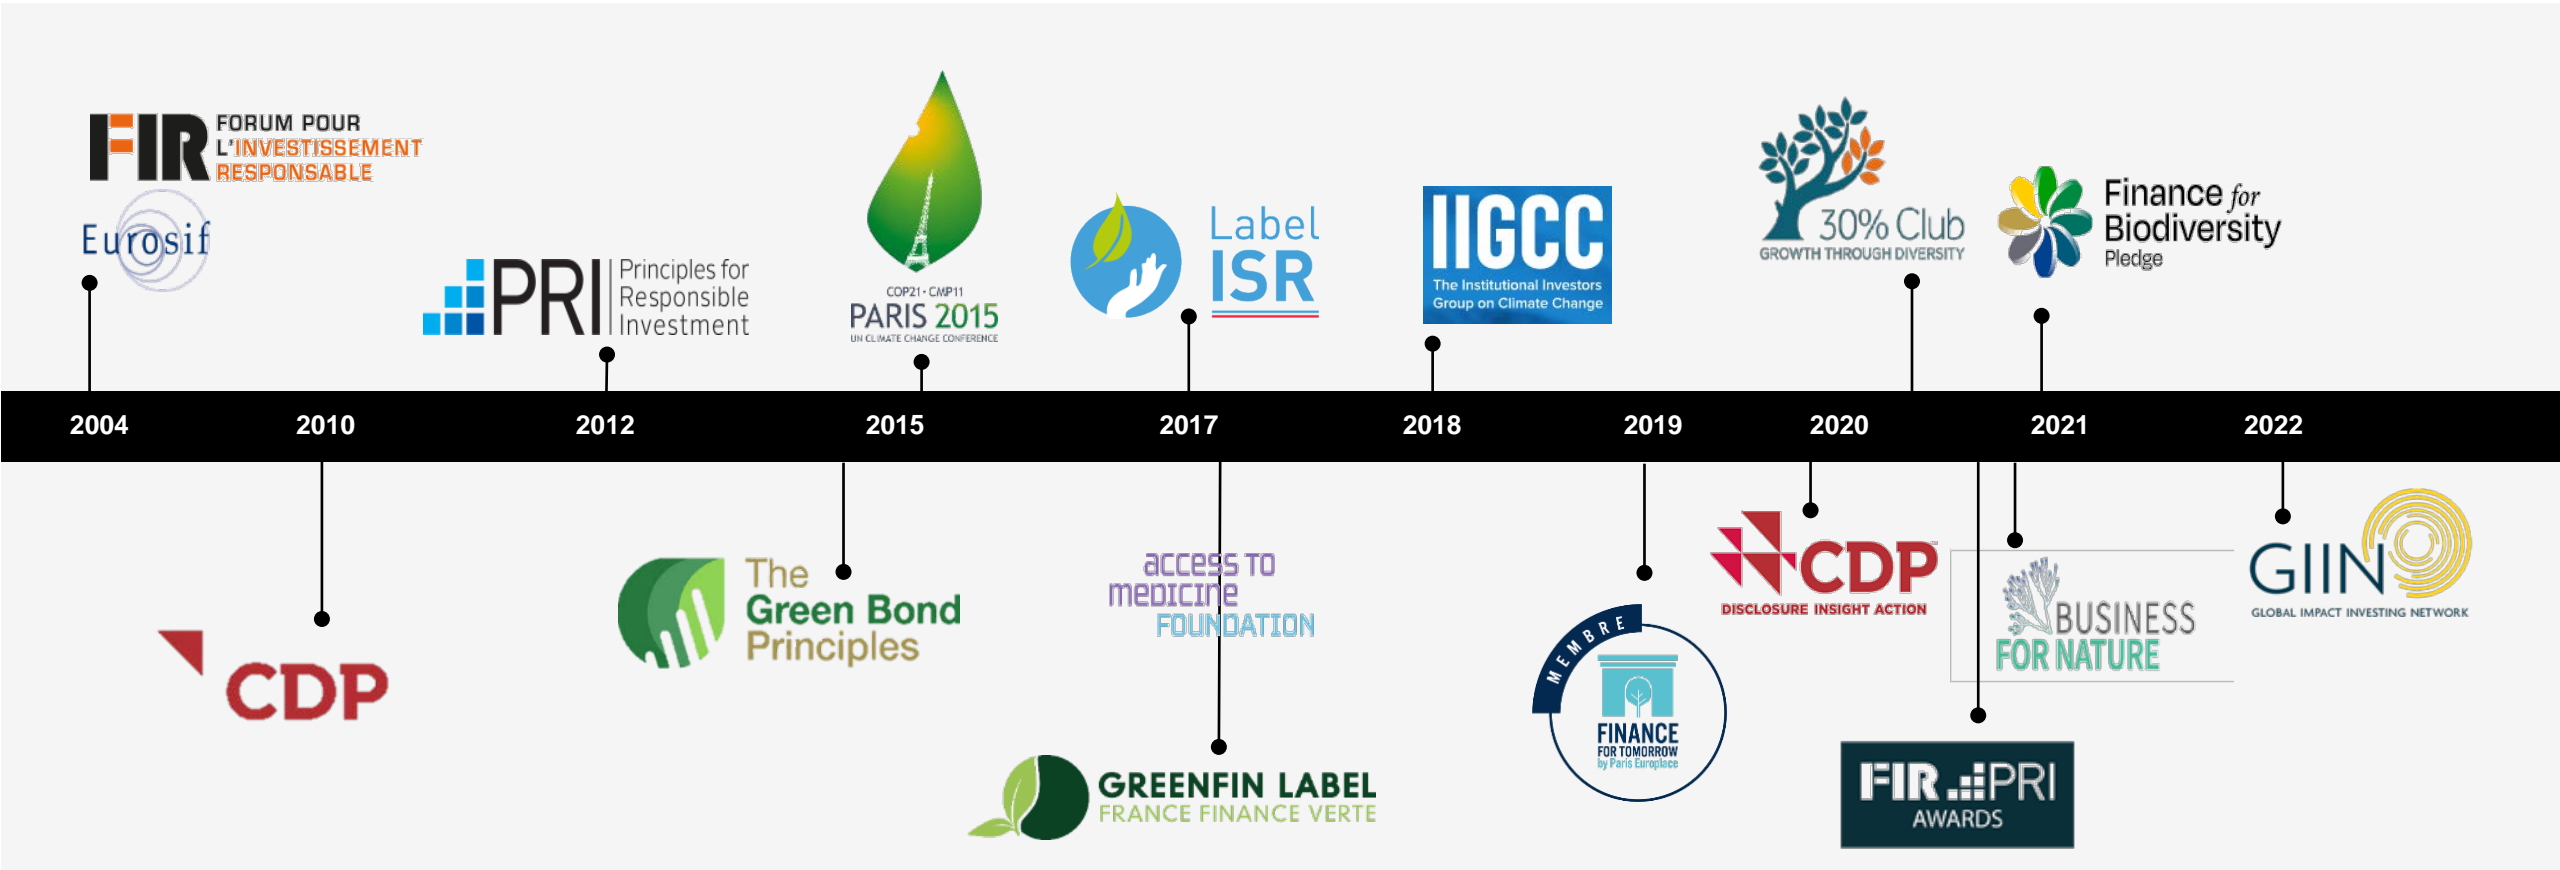 FIR FORUM POUR
L'INVESTISSEMENT
RESPONSABLE
Eurosif
PRI Principles for
Responsible
Investment
COP21 · CMP11
PARIS 2015
UN CLIMATE CHANGE CONFERENCE
Label
ISR
IIGCC
The Institutional Investors
Group on Climate Change
30% Club
GROWTH THROUGH DIVERSITY
Finance for
Biodiversity
Pledge
2004 2010 2012 2015 2017 2018 2019 2020 2021 2022
CDP
The
Green Bond
Principles
access to
medicine
FOUNDATION
GREENFIN LABEL
FRANCE FINANCE VERTE
MEMBRE
FINANCE
FOR TOMORROW
by Paris Europlace
CDP
DISCLOSURE INSIGHT ACTION
FIR PRI
AWARDS
BUSINESS
FOR NATURE
GIIN
GLOBAL IMPACT INVESTING NETWORK